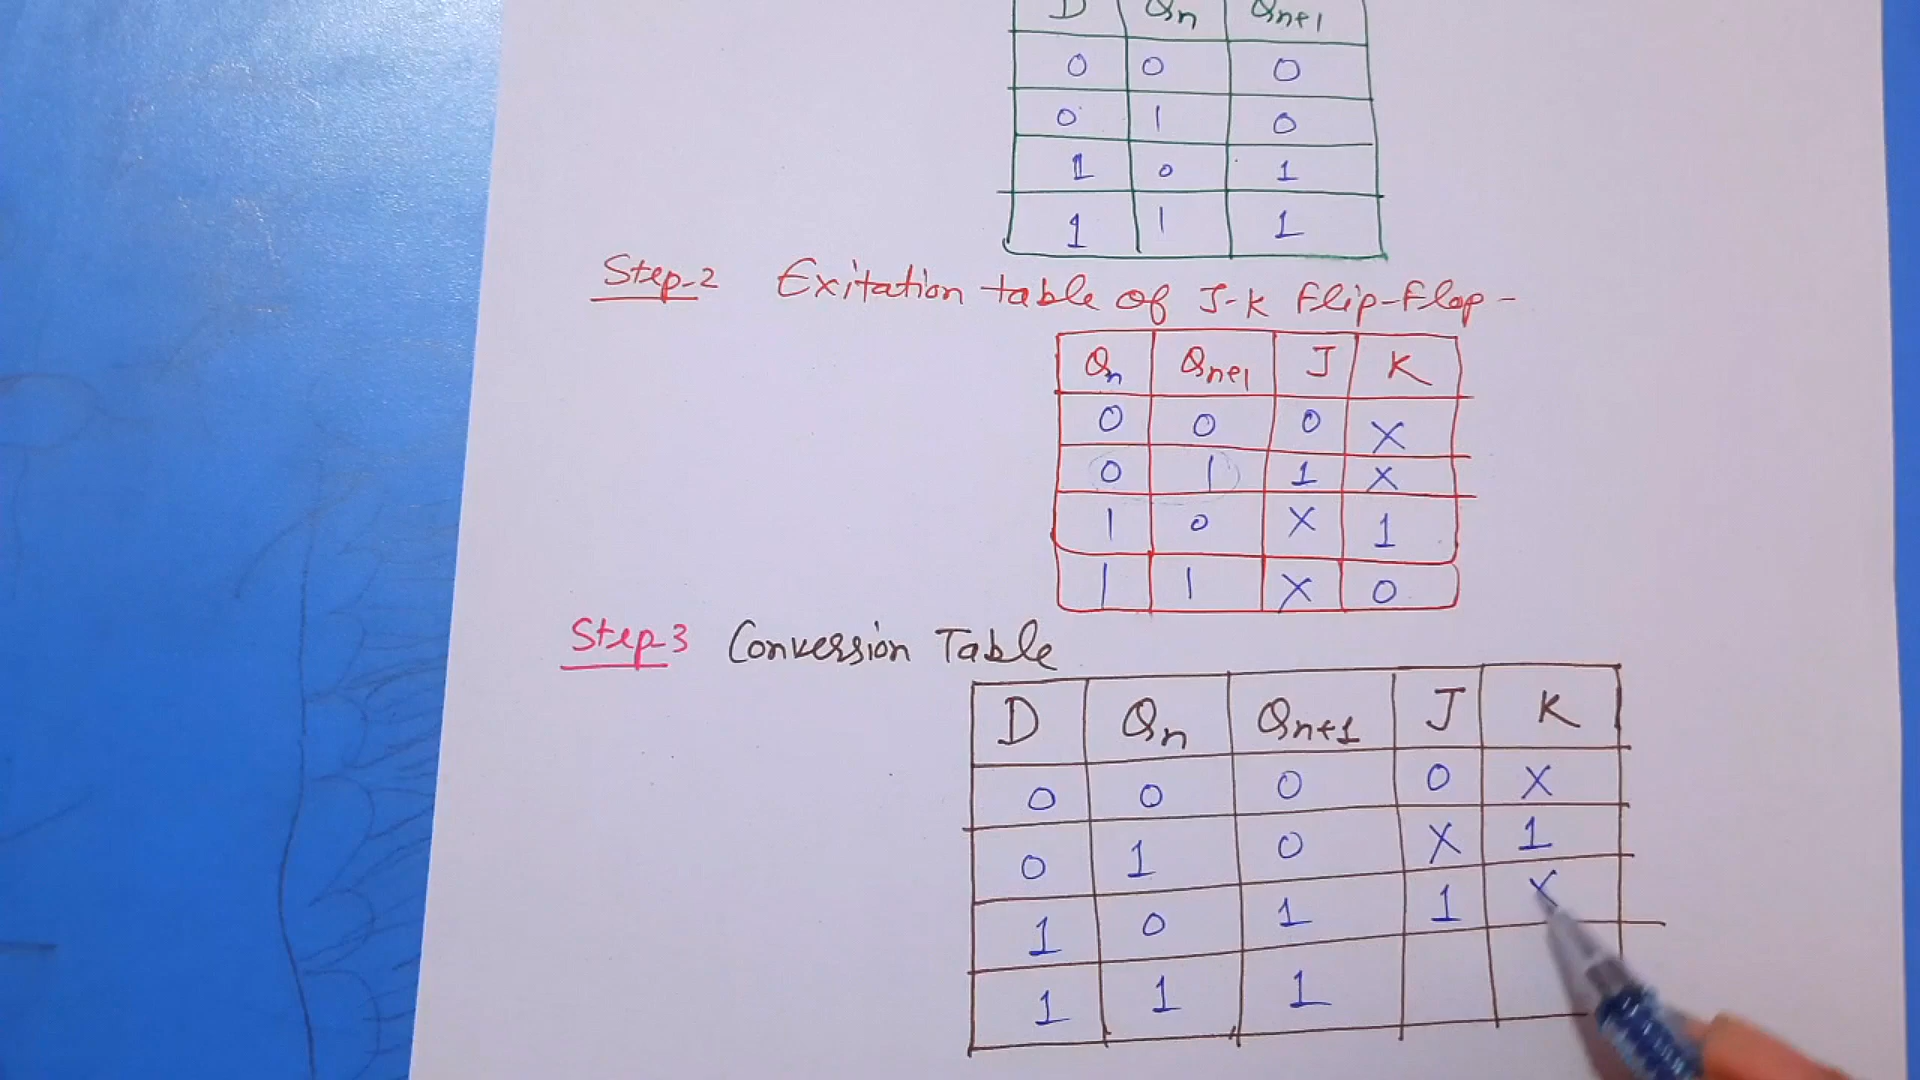 D Qn Qn+1
0 0 0
0 1 0
1 0 1
1 1 1
Step-2 Exitation table of J-K Flip-Flop-
Qn Qn+1 J K
0 0 0 X
0 1 1 X
1 0 X 1
1 1 X 0
Step-3 Conversion Table
D Qn Qn+1 J K
0 0 0 0 X
0 1 0 X 1
1 0 1 1 X
1 1 1